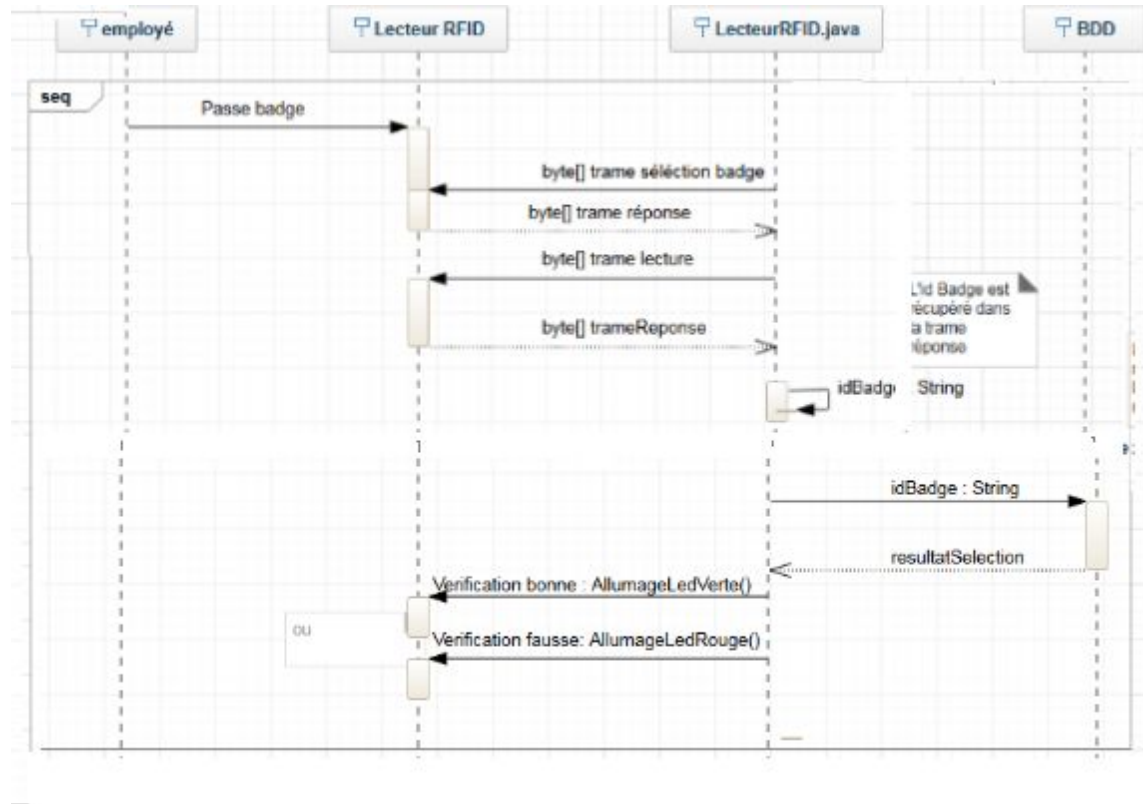 employé
Lecteur RFID
LecteurRFID.java
BDD
seq
Passe badge
byte[] trame séléction badge
byte[] trame réponse
byte[] trame lecture
L'id Badge est
récupéré dans
la trame
réponse
byte[] trameReponse
idBadg String
idBadge : String
resultatSelection
Verification bonne : AllumageLedVerte()
ou
Verification fausse: AllumageLedRouge()